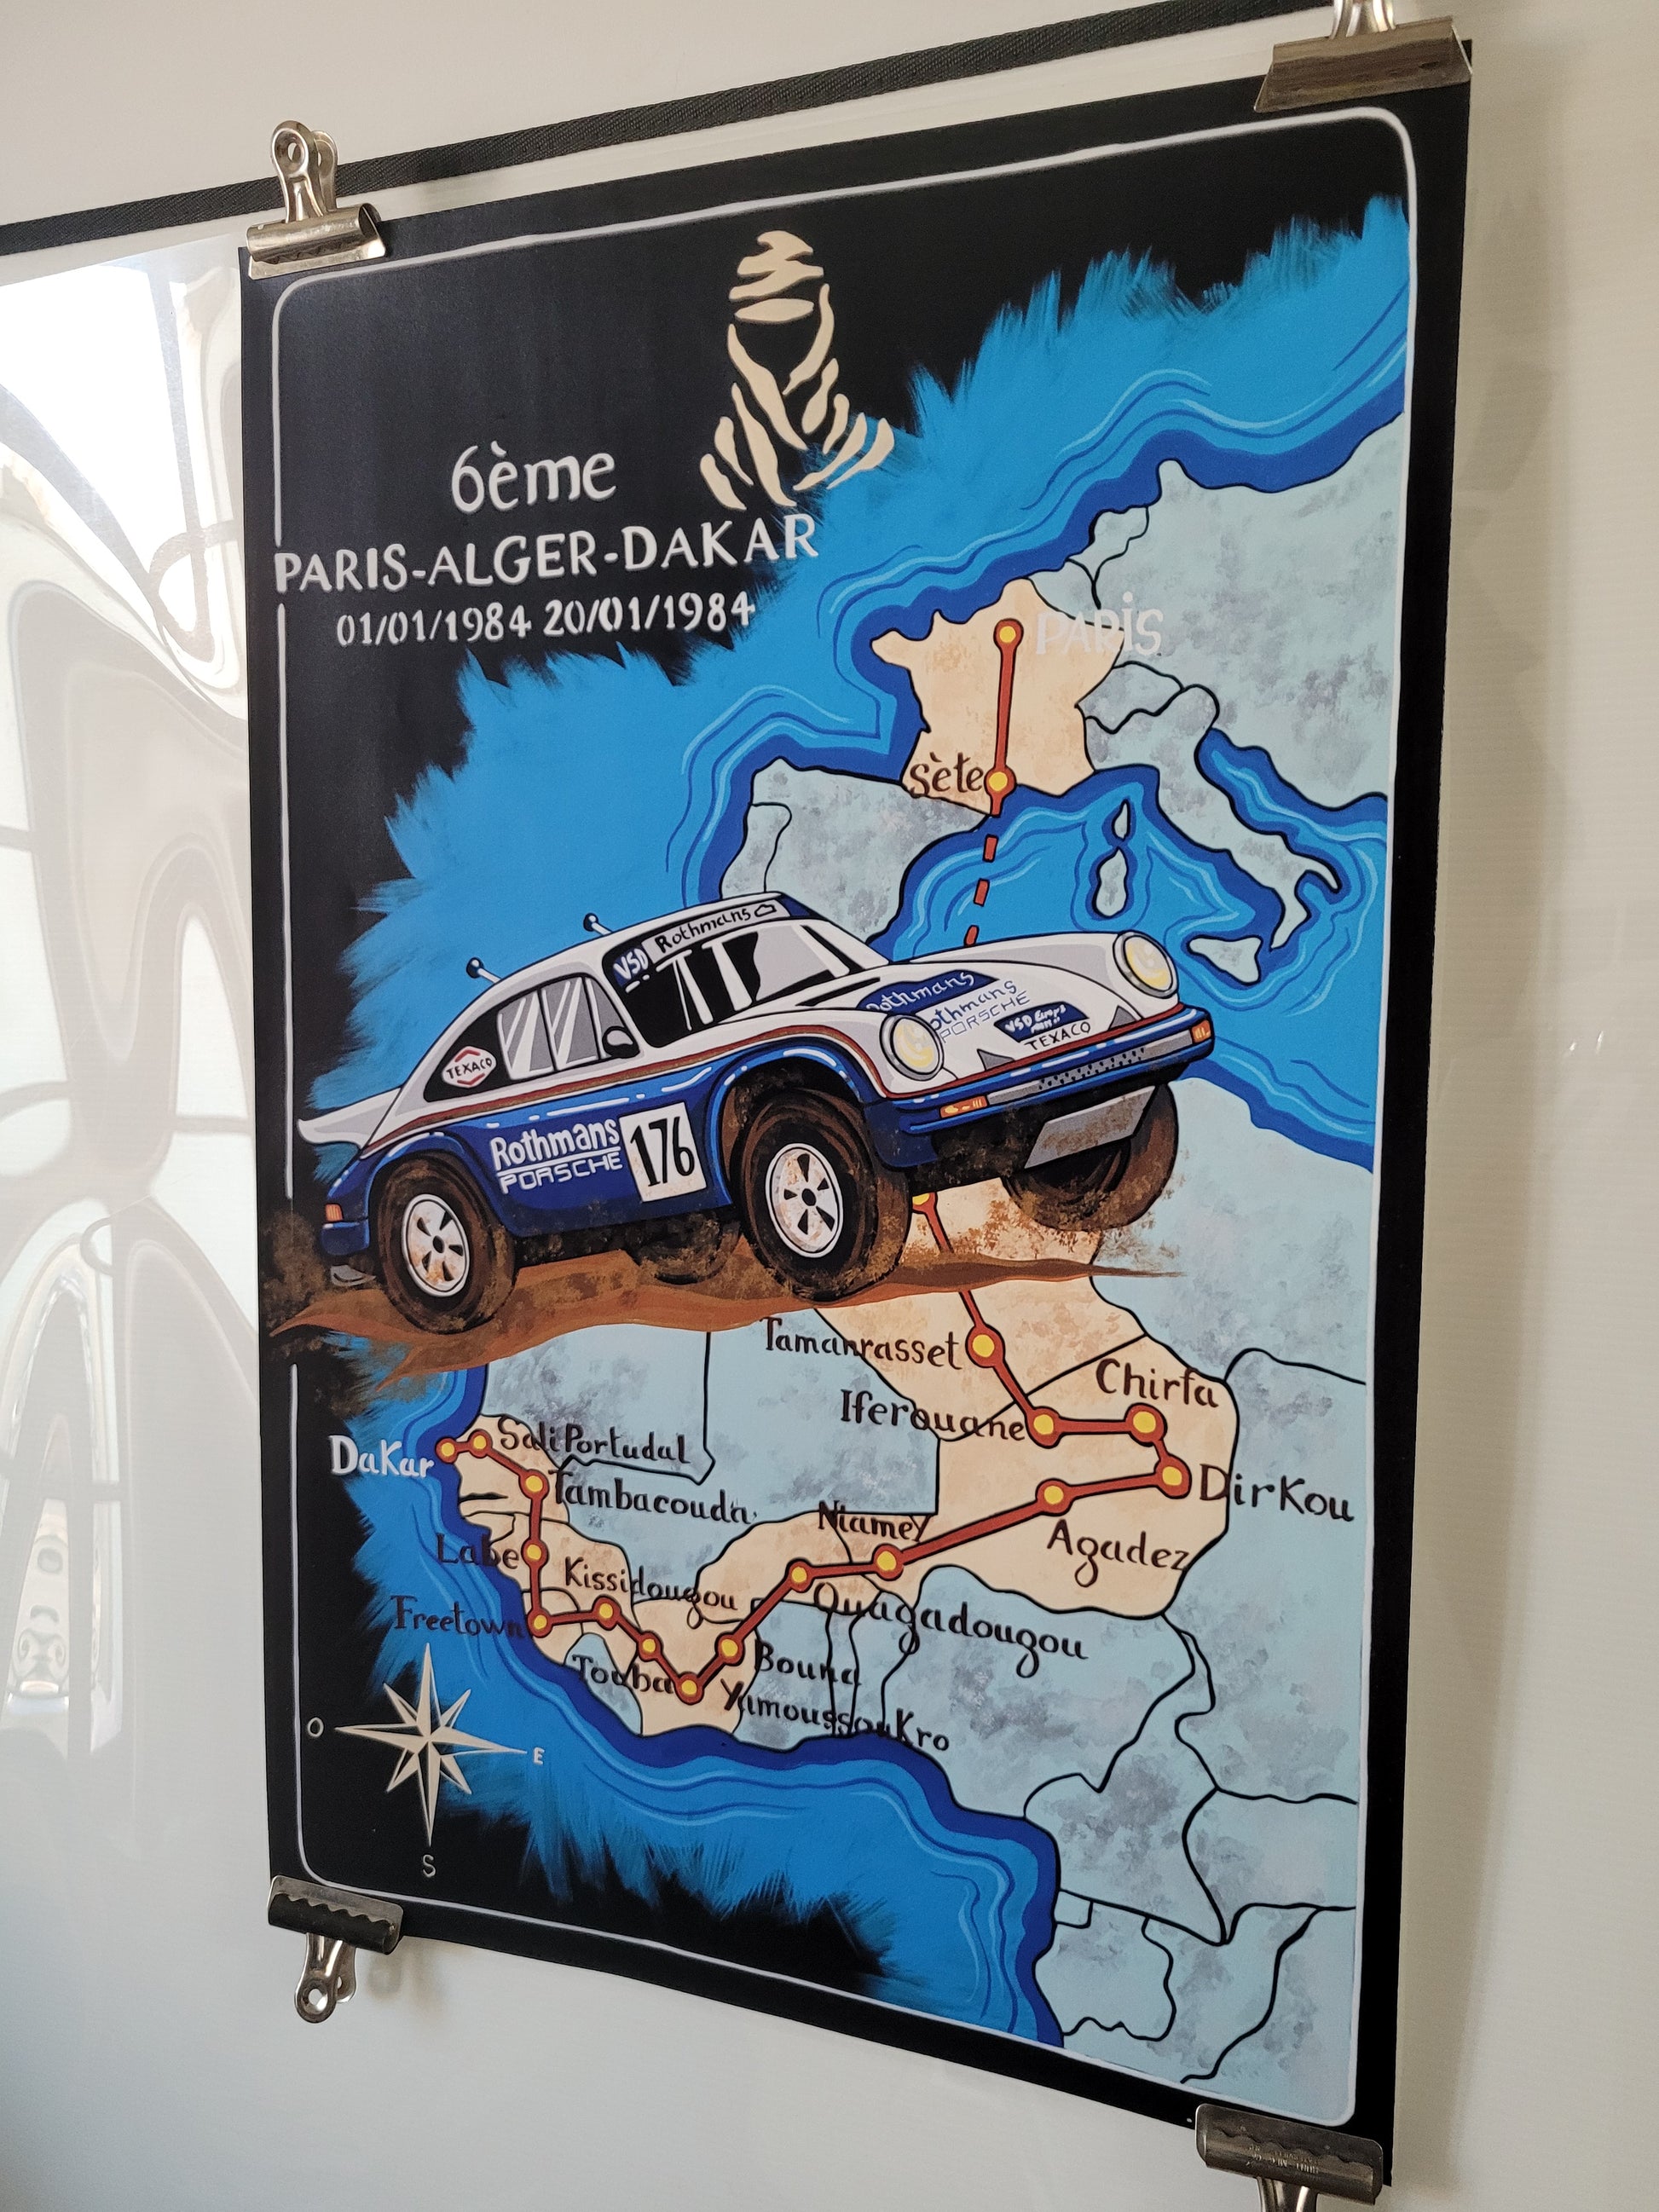 6ème
PARIS-ALGER-DAKAR
01/01/1984 20/01/1984
PARIS
Sète
VSD Rothmans
Rothmans
Rothmans
PORSCHE
VSD
TEXACO
TEXACO
Rothmans
PORSCHE
176
Tamanrasset
Chirfa
Iferouane
Dakar
Sali Portudal
Tambacouda
DirKou
Niamey
Agadez
Labe
Kissidougou
Ouagadougou
Freetown
Touba
Bouna
YamoussouKro
O
E
S